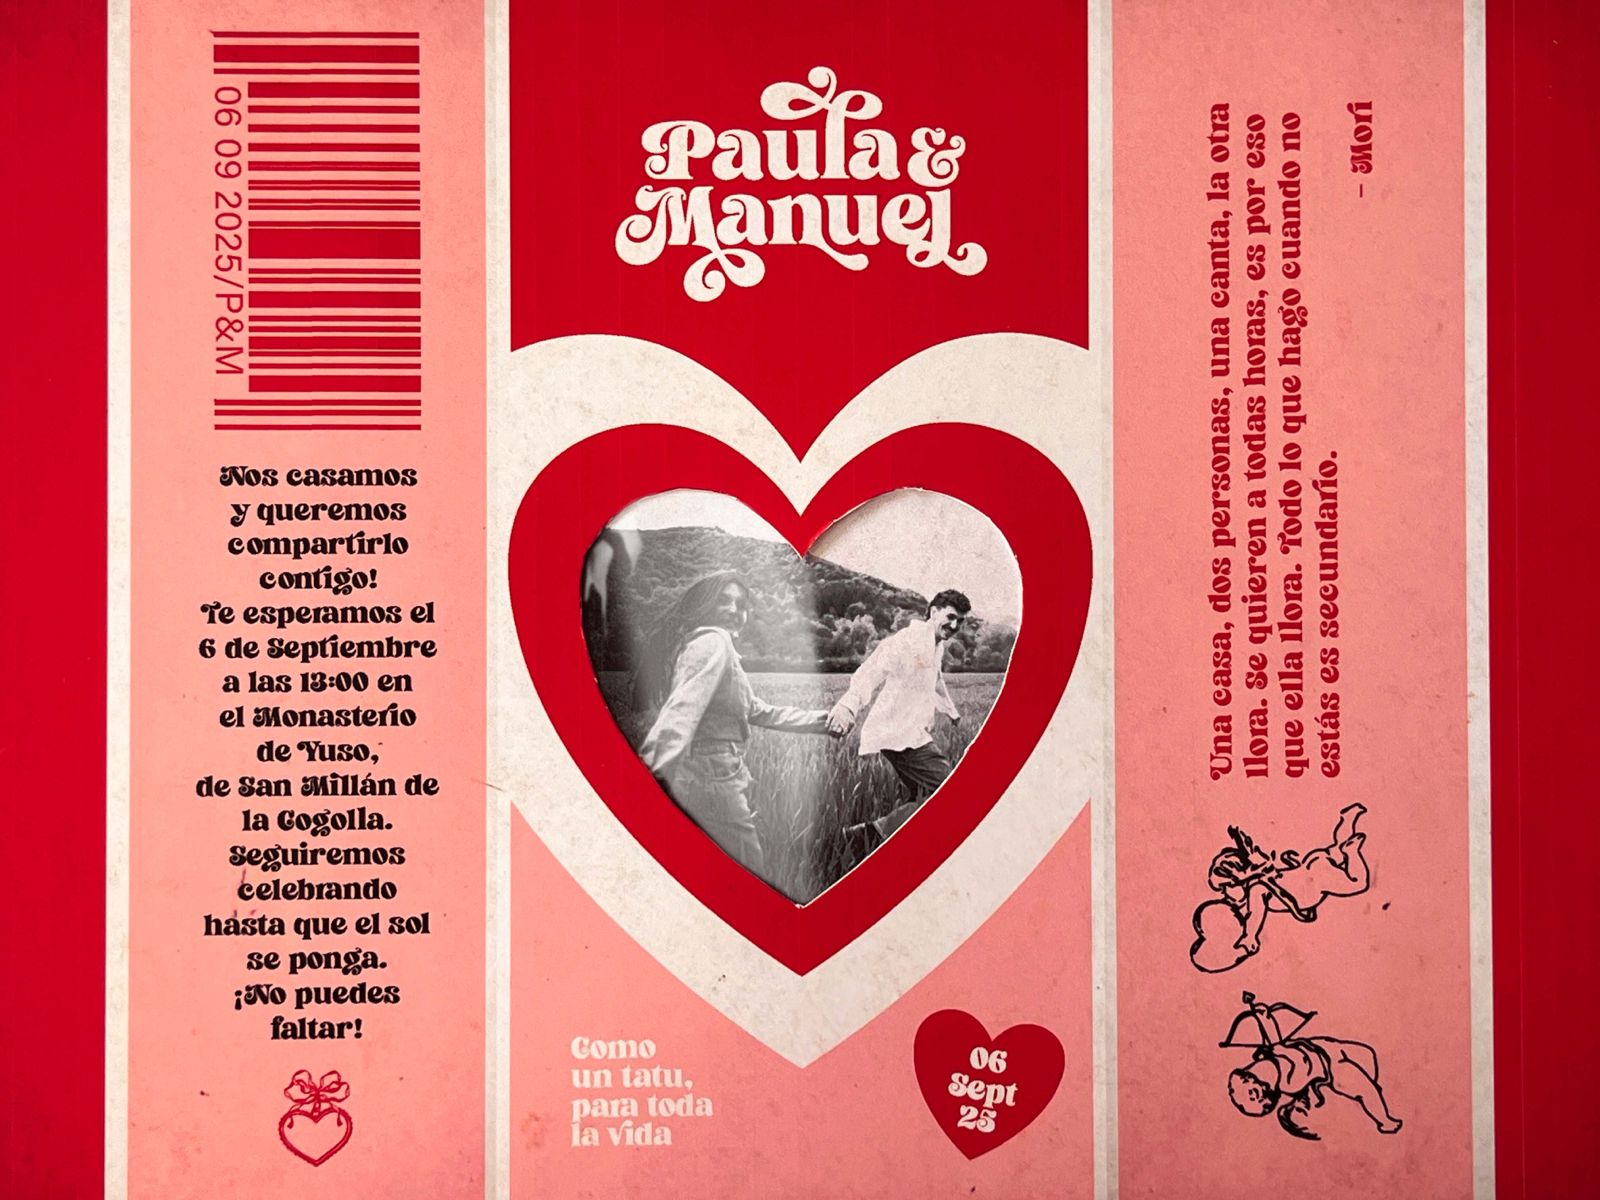 06 09 2025/P&M
Nos casamos
y queremos
compartirlo
contigo!
Te esperamos el
6 de Septiembre
a las 13:00 en
el Monasterio
de Yuso,
de San Millán de
la Cogolla.
Seguiremos
celebrando
hasta que el sol
se ponga.
¡No puedes
faltar!
Paula &
Manuel
Como
un tatu,
para toda
la vida
06
Sept
25
Una casa, dos personas, una canta, la otra
llora. Se quieren a todas horas, es por eso
que ella llora. Todo lo que hago cuando no
estás es secundario.
- Morí